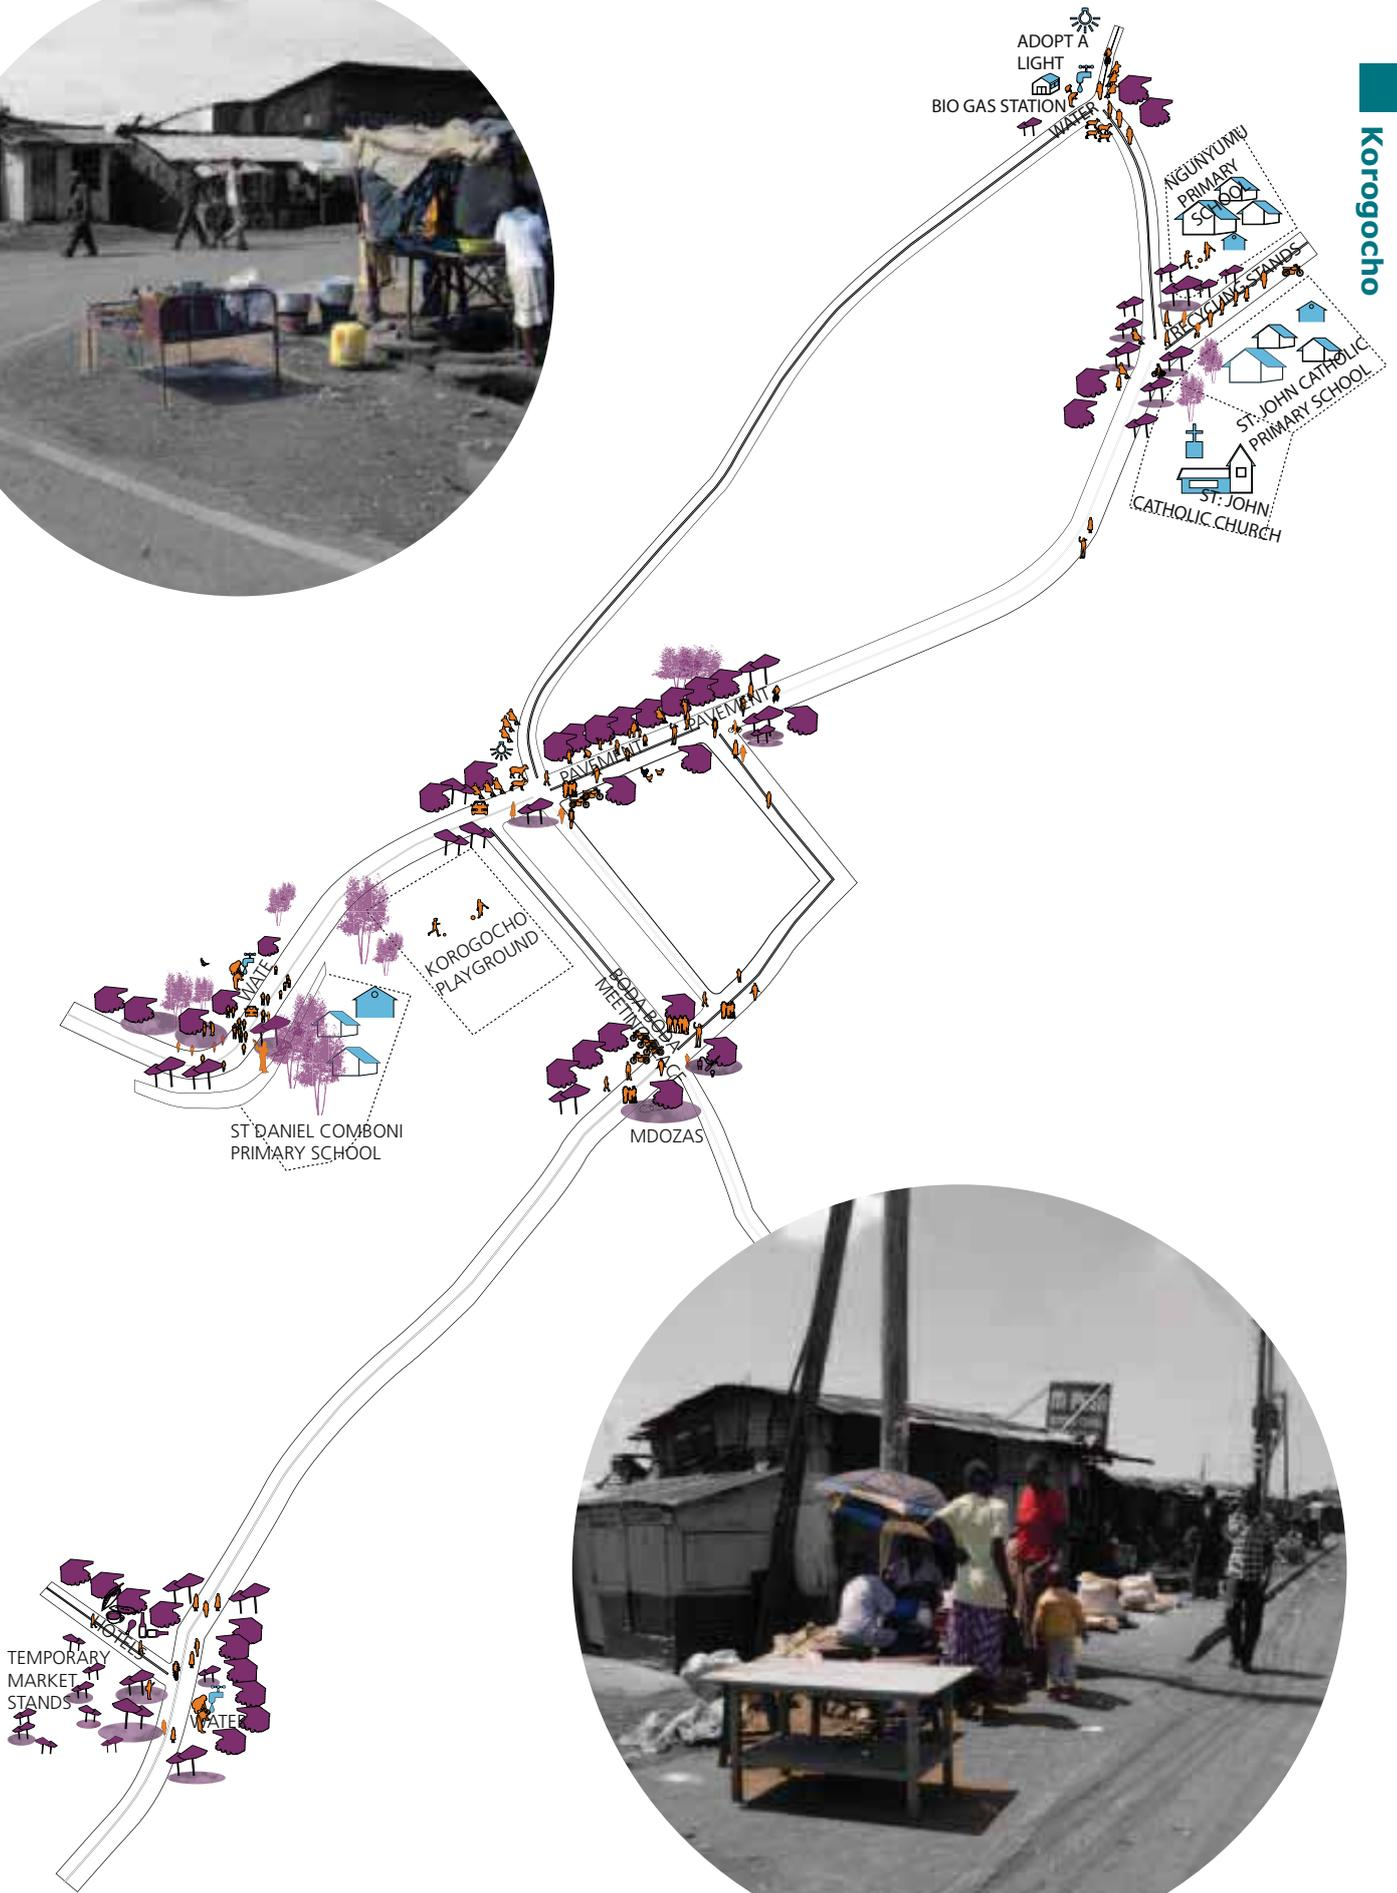 ADOPT A
LIGHT
BIO GAS STATION
WATER
Korogocho
NGUNYUMU
PRIMARY
SCHOOL
RECYCLING STANDS
ST. JOHN CATHOLIC
PRIMARY SCHOOL
ST. JOHN
CATHOLIC CHURCH
PAVEMENT
PAVEMENT
KOROGOCHO
PLAYGROUND
WATE
BODA BODA
MEETING
ST DANIEL COMBONI
PRIMARY SCHOOL
MDOZAS
HOTEL
TEMPORARY
MARKET
STANDS
WATER